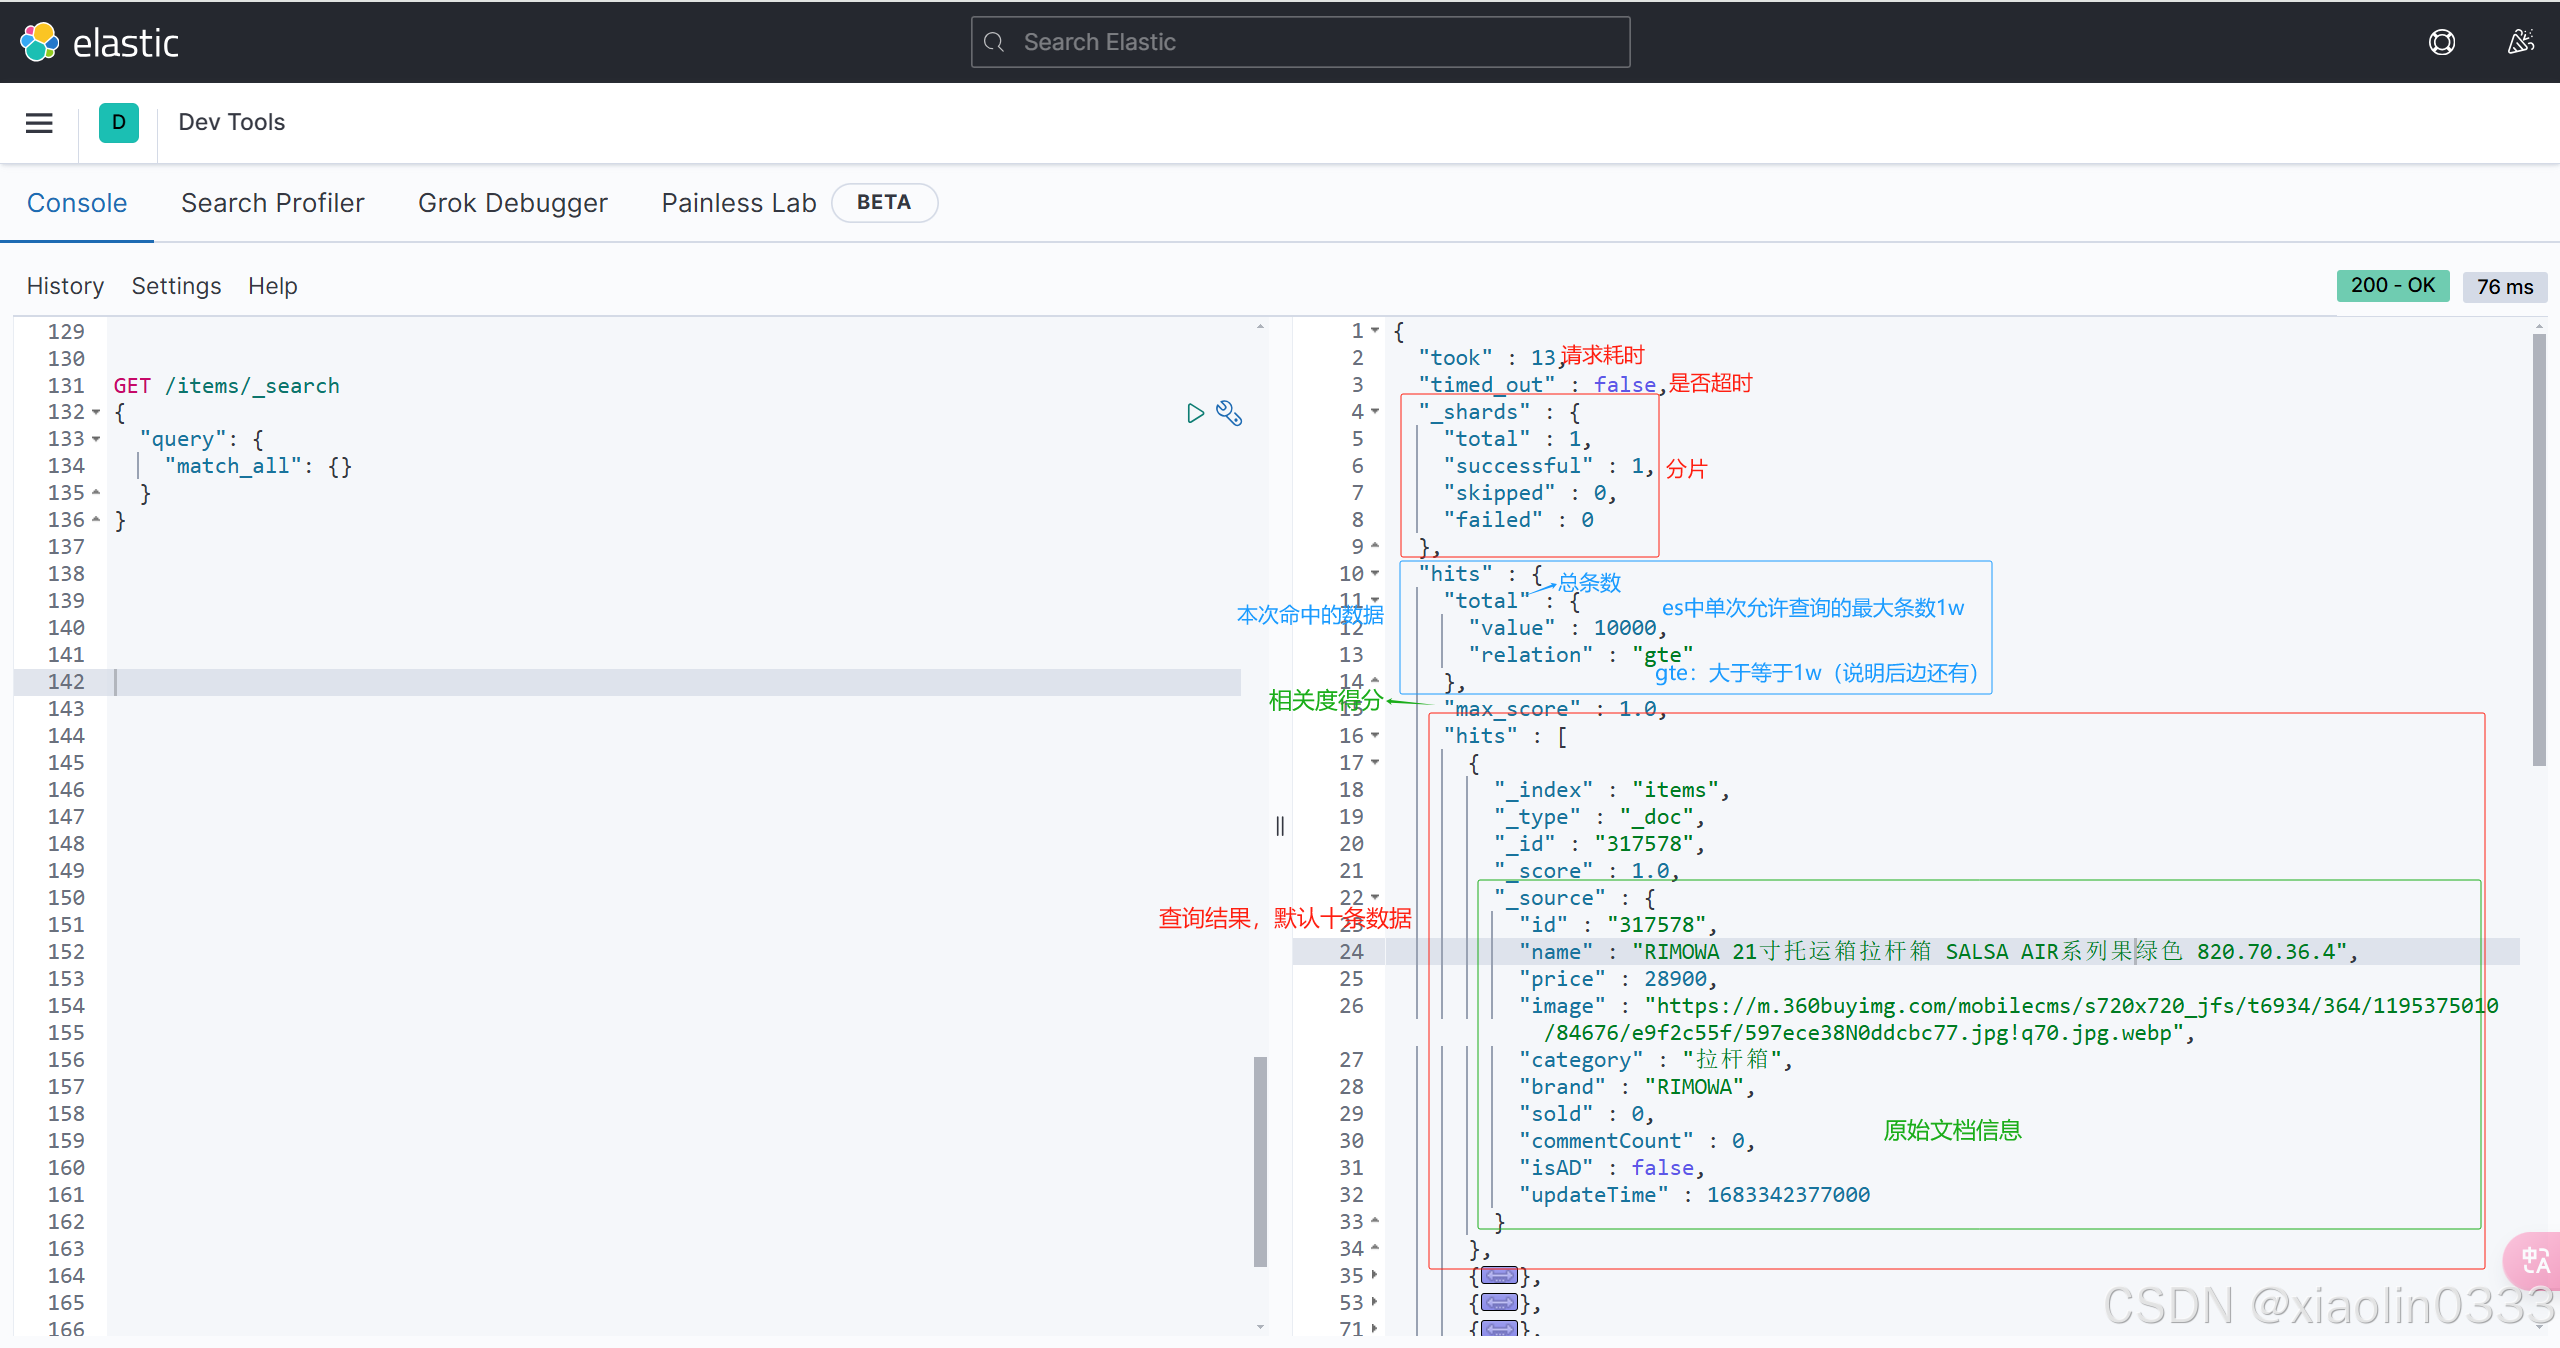 elastic
Search Elastic
D
Dev Tools
Console
Search Profiler
Grok Debugger
Painless Lab
BETA
History
Settings
Help
200 - OK
76 ms
129
130
131 GET /items/_search
132 {
133 "query": {
134 "match_all": {}
135 }
136 }
137
138
139
140
141
142
143
144
145
146
147
148
149
150
151
152
153
154
155
156
157
158
159
160
161
162
163
164
165
166
1 {
2 "took" : 13, 请求耗时
3 "timed_out" : false, 是否超时
4 "_shards" : {
5 "total" : 1,
6 "successful" : 1, 分片
7 "skipped" : 0,
8 "failed" : 0
9 },
10 "hits" : { 总条数
11 "total" : {
本次命中的数据
es中单次允许查询的最大条数1w
12 "value" : 10000,
13 "relation" : "gte"
gte：大于等于1w（说明后边还有）
14 },
相关度得分
15 "max_score" : 1.0,
16 "hits" : [
17 {
18 "_index" : "items",
19 "_type" : "_doc",
20 "_id" : "317578",
21 "_score" : 1.0,
22 "_source" : {
查询结果，默认十条数据
23 "id" : "317578",
24 "name" : "RIMOWA 21寸托运箱拉杆箱 SALSA AIR系列果绿色 820.70.36.4",
25 "price" : 28900,
26 "image" : "https://m.360buyimg.com/mobilecms/s720x720_jfs/t6934/364/1195375010
/84676/e9f2c55f/597ece38N0ddcbc77.jpg!q70.jpg.webp",
27 "category" : "拉杆箱",
28 "brand" : "RIMOWA",
29 "sold" : 0,
30 "commentCount" : 0,
原始文档信息
31 "isAD" : false,
32 "updateTime" : 1683342377000
33 }
34 },
35 {},
53 {},
71 {},
中A
CSDN @xiaolin0333